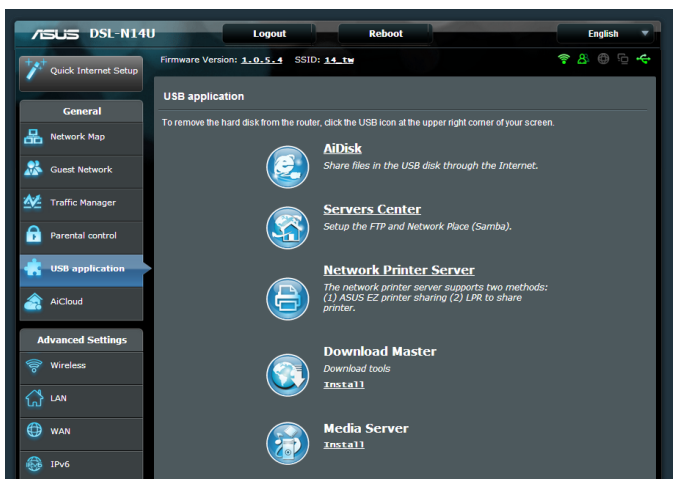 ASUS DSL-N14U
Logout
Reboot
English
Quick Internet Setup
Firmware Version: 1.0.5.4 SSID: 14_tw
General
Network Map
Guest Network
Traffic Manager
Parental control
USB application
AiCloud
Advanced Settings
Wireless
LAN
WAN
IPv6
USB application
To remove the hard disk from the router, click the USB icon at the upper right corner of your screen.
AiDisk
Share files in the USB disk through the Internet.
Servers Center
Setup the FTP and Network Place (Samba).
Network Printer Server
The network printer server supports two methods:
(1) ASUS EZ printer sharing (2) LPR to share
printer.
Download Master
Download tools
Install
Media Server
Install